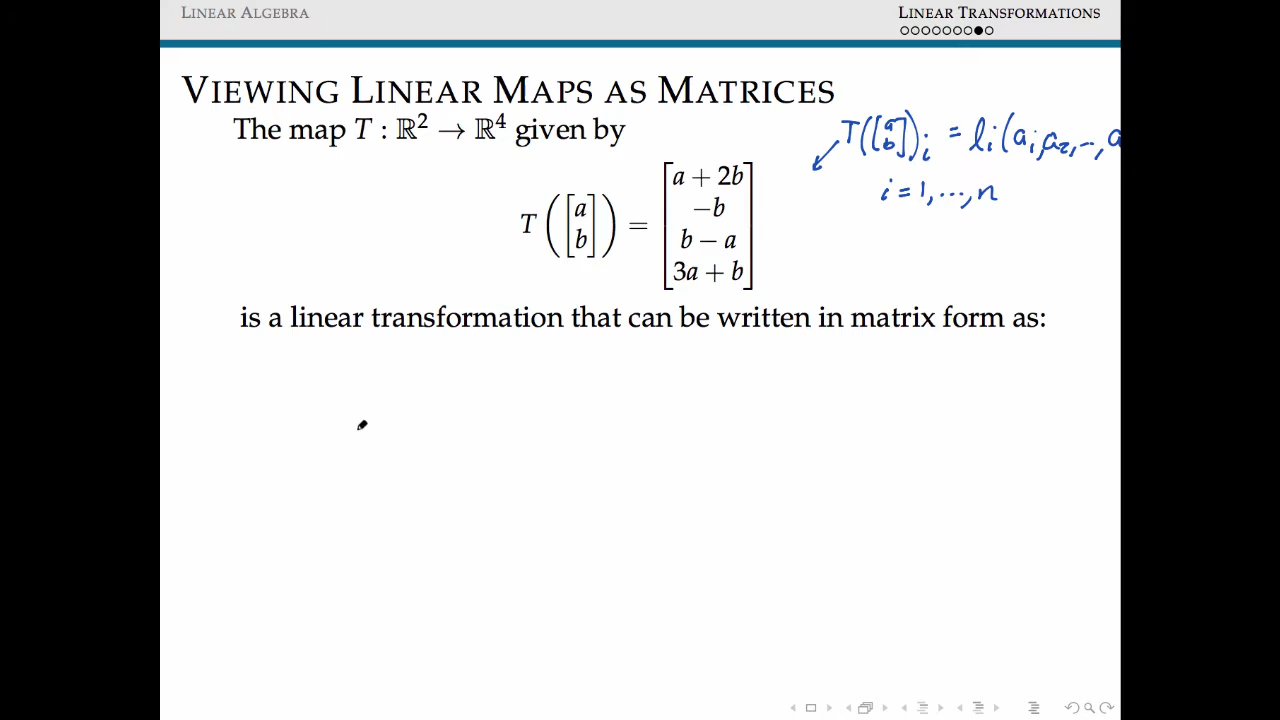 LINEAR ALGEBRA
LINEAR TRANSFORMATIONS
VIEWING LINEAR MAPS AS MATRICES
The map T : ℝ² → ℝ⁴ given by
T([a b]) = [a + 2b
−b
b − a
3a + b]
is a linear transformation that can be written in matrix form as:
T([a b])ᵢ = lᵢ(a₁, a₂, ..., a
i = 1, ..., n